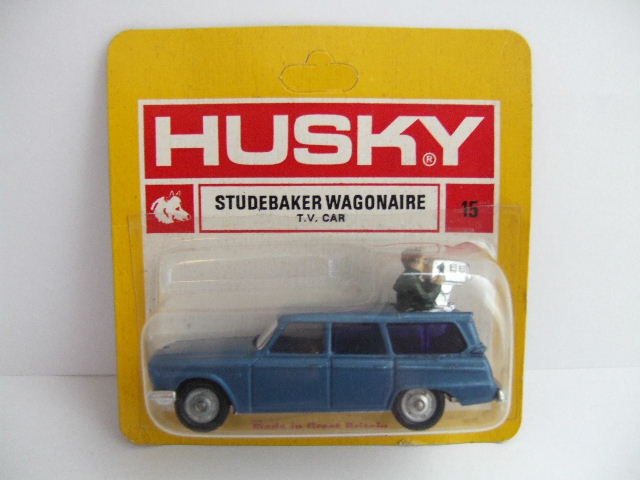 HUSKY®
STUDEBAKER WAGONAIRE
T.V. CAR
15
Made in Great Britain